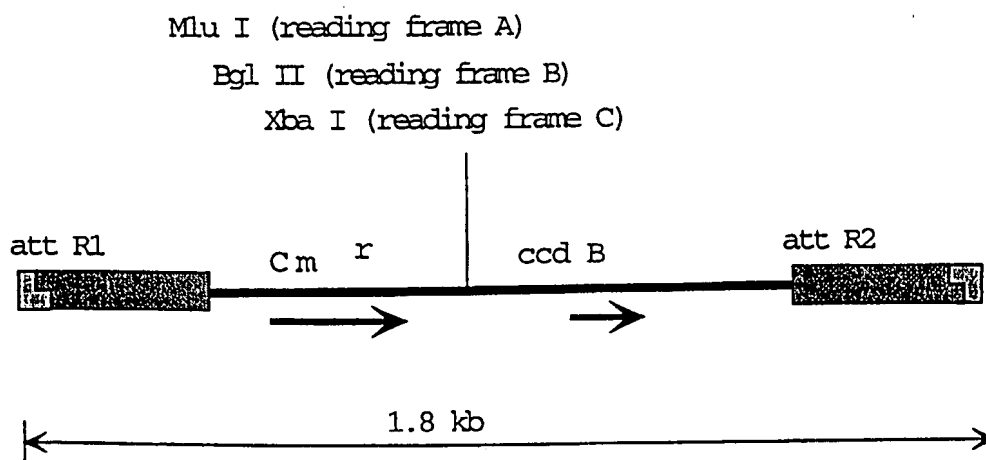 Mlu I (reading frame A)
Bgl II (reading frame B)
Xba I (reading frame C)
att R1
Cm r
ccd B
att R2
1.8 kb